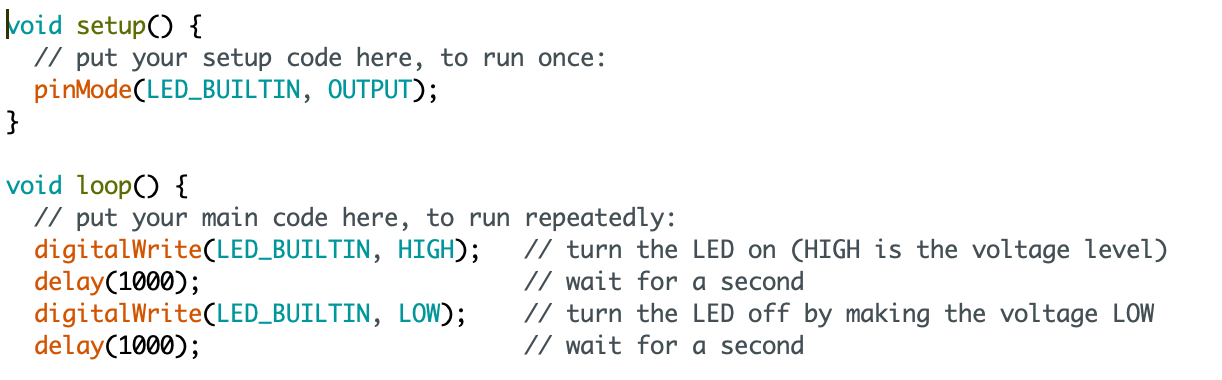 void setup() {
  // put your setup code here, to run once:
  pinMode(LED_BUILTIN, OUTPUT);
}

void loop() {
  // put your main code here, to run repeatedly:
  digitalWrite(LED_BUILTIN, HIGH);   // turn the LED on (HIGH is the voltage level)
  delay(1000);                       // wait for a second
  digitalWrite(LED_BUILTIN, LOW);    // turn the LED off by making the voltage LOW
  delay(1000);                       // wait for a second